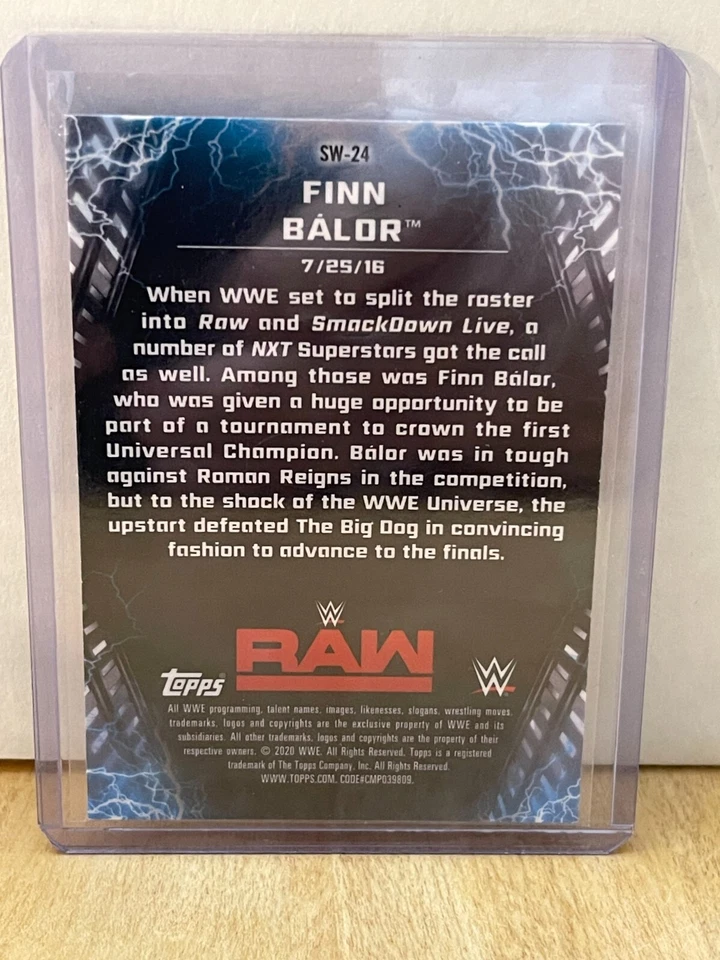 SW-24
FINN
BÁLOR™
7/25/16
When WWE set to split the roster
into Raw and SmackDown Live, a
number of NXT Superstars got the call
as well. Among those was Finn Bálor,
who was given a huge opportunity to be
part of a tournament to crown the first
Universal Champion. Bálor was in tough
against Roman Reigns in the competition,
but to the shock of the WWE Universe, the
upstart defeated The Big Dog in convincing
fashion to advance to the finals.
W
RAW
topps®
W
All WWE programming, talent names, images, likenesses, slogans, wrestling moves,
trademarks, logos and copyrights are the exclusive property of WWE and its
subsidiaries. All other trademarks, logos and copyrights are the property of their
respective owners. © 2020 WWE. All Rights Reserved. Topps is a registered
trademark of The Topps Company, Inc. All Rights Reserved.
WWW.TOPPS.COM. CODE#CMP039809.